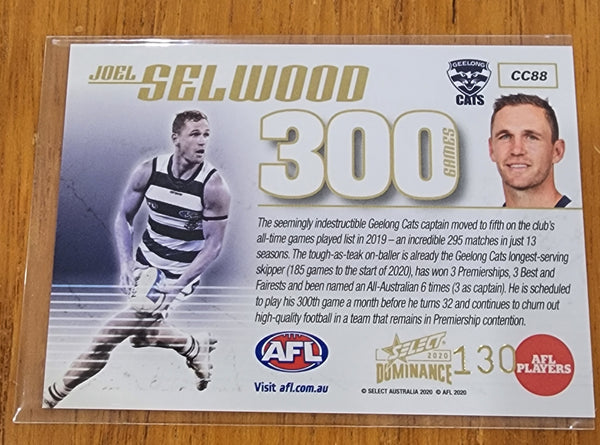 JOEL SELWOOD
GEELONG
CATS
CC88
300
GAMES
The seemingly indestructible Geelong Cats captain moved to fifth on the club's
all-time games played list in 2019 – an incredible 295 matches in just 13
seasons. The tough-as-teak on-baller is already the Geelong Cats longest-serving
skipper (185 games to the start of 2020), has won 3 Premierships, 3 Best and
Fairests and been named an All-Australian 6 times (3 as captain). He is scheduled
to play his 300th game a month before he turns 32 and continues to churn out
high-quality football in a team that remains in Premiership contention.
AFL
Visit afl.com.au
SELECT
2020
DOMINANCE
130
AFL
PLAYERS
© SELECT AUSTRALIA 2020 © AFL 2020